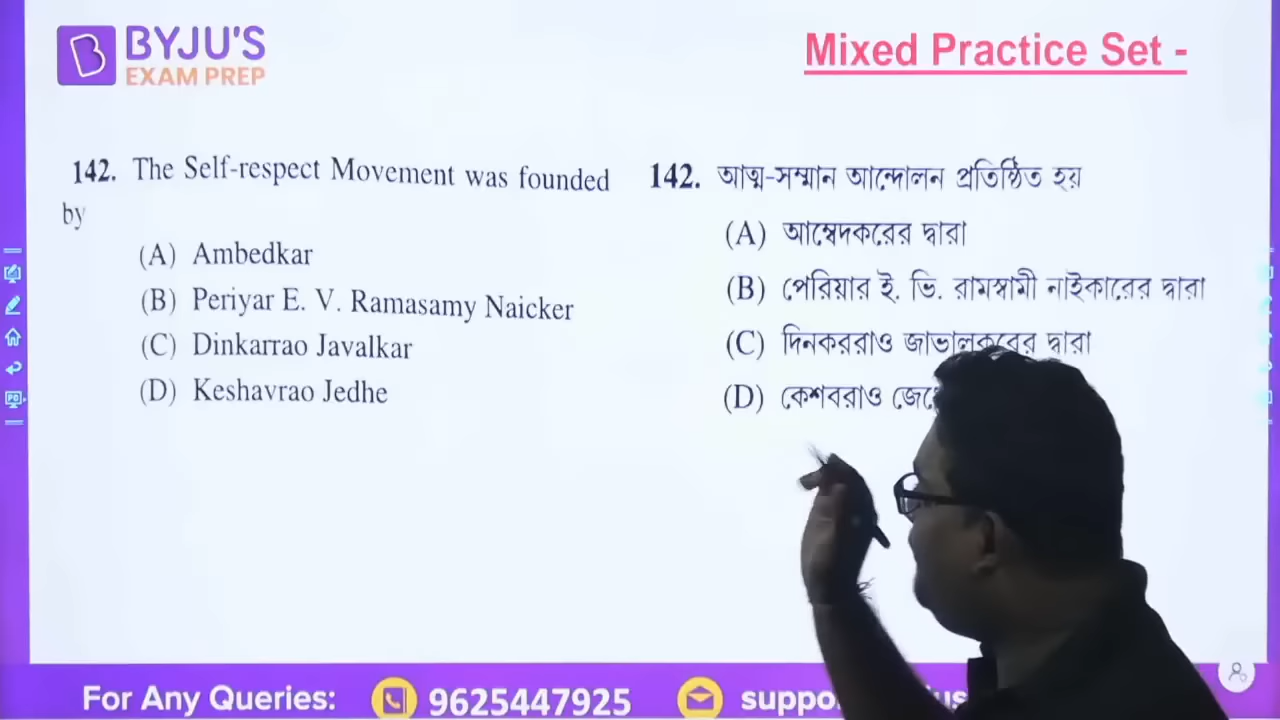 BYJU'S
EXAM PREP
Mixed Practice Set -
142. The Self-respect Movement was founded
by
(A) Ambedkar
(B) Periyar E. V. Ramasamy Naicker
(C) Dinkarrao Javalkar
(D) Keshavrao Jedhe
142. আত্ম-সম্মান আন্দোলন প্রতিষ্ঠিত হয়
(A) আম্বেদকরের দ্বারা
(B) পেরিয়ার ই. ভি. রামস্বামী নাইকারের দ্বারা
(C) দিনকররাও জাভালকরের দ্বারা
(D) কেশবরাও
For Any Queries:
9625447925